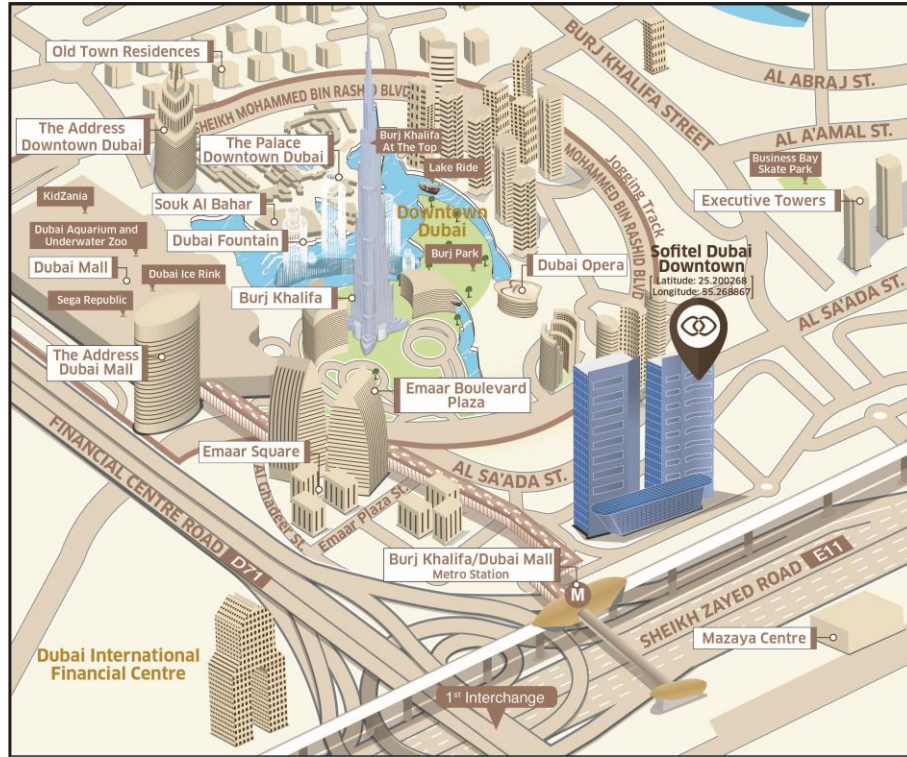 Old Town Residences
BURJ KHALIFA STREET
AL ABRAJ ST.
SHEIKH MOHAMMED BIN RASHID BLVD
The Address
Downtown Dubai
The Palace
Downtown Dubai
Burj Khalifa
At The Top
Lake Ride
MOHAMMED BIN RASHID BLVD
Jogging Track
AL A'AMAL ST.
Business Bay
Skate Park
Executive Towers
KidZania
Souk Al Bahar
Downtown
Dubai
Dubai Aquarium and
Underwater Zoo
Dubai Fountain
Burj Park
Dubai Opera
Sofitel Dubai
Downtown
[ Latitude: 25.200268
Longitude: 55.268867]
Dubai Mall
Dubai Ice Rink
Burj Khalifa
Sega Republic
AL SA'ADA ST.
The Address
Dubai Mall
Emaar Boulevard
Plaza
FINANCIAL CENTRE ROAD D71
Emaar Square
AL SA'ADA ST.
Al Ghadeer St.
Emaar Plaza St.
Burj Khalifa/Dubai Mall
Metro Station
M
SHEIKH ZAYED ROAD E11
Mazaya Centre
Dubai International
Financial Centre
1st Interchange